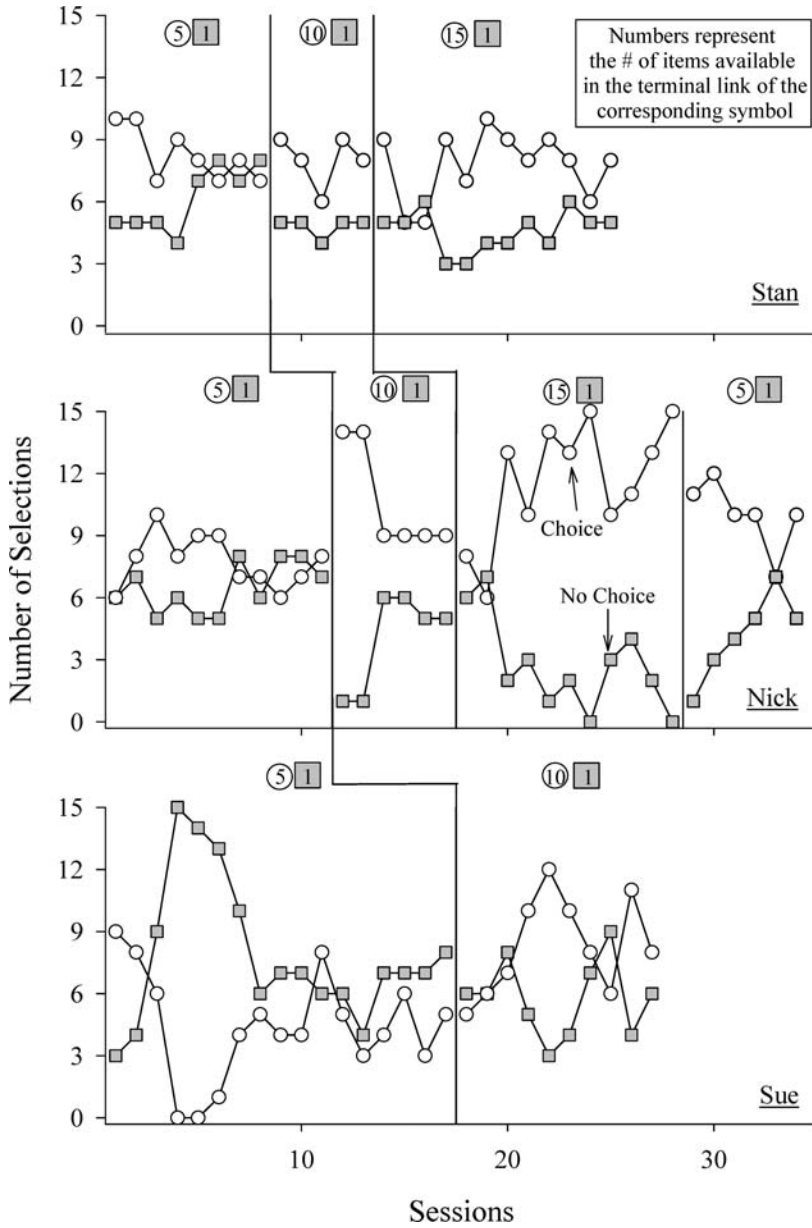 15
12
9
6
3
0
5 1
10 1
15 1
Numbers represent
the # of items available
in the terminal link of the
corresponding symbol
Stan
Number of Selections
15
12
9
6
3
0
5 1
10 1
15 1
5 1
Choice
No Choice
Nick
15
12
9
6
3
0
5 1
10 1
Sue
10
20
30
Sessions